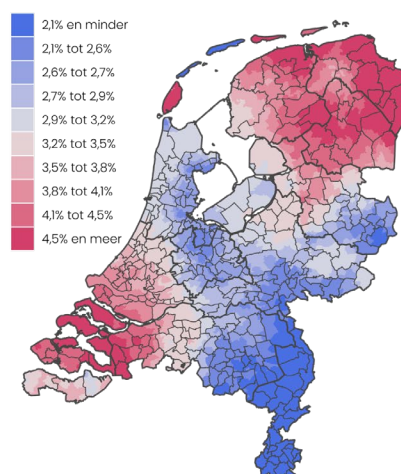 2,1% en minder
2,1% tot 2,6%
2,6% tot 2,7%
2,7% tot 2,9%
2,9% tot 3,2%
3,2% tot 3,5%
3,5% tot 3,8%
3,8% tot 4,1%
4,1% tot 4,5%
4,5% en meer